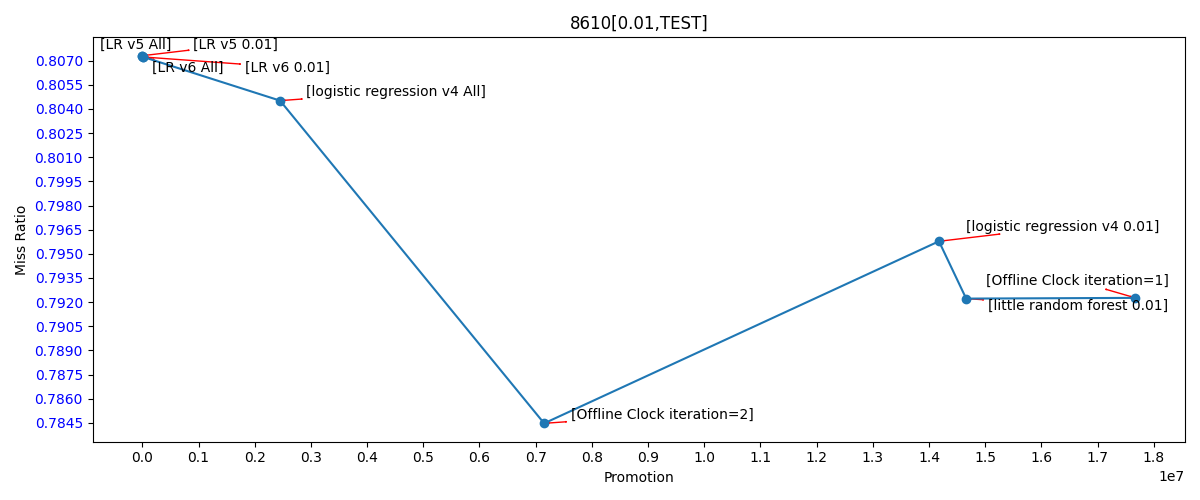 8610[0.01,TEST]
[LR v5 All]
[LR v5 0.01]
[LR v6 All]
[LR v6 0.01]
[logistic regression v4 All]
[logistic regression v4 0.01]
[Offline Clock iteration=1]
[little random forest 0.01]
[Offline Clock iteration=2]
Miss Ratio
0.8070
0.8055
0.8040
0.8025
0.8010
0.7995
0.7980
0.7965
0.7950
0.7935
0.7920
0.7905
0.7890
0.7875
0.7860
0.7845
0.0 0.1 0.2 0.3 0.4 0.5 0.6 0.7 0.8 0.9 1.0 1.1 1.2 1.3 1.4 1.5 1.6 1.7 1.8
1e7
Promotion